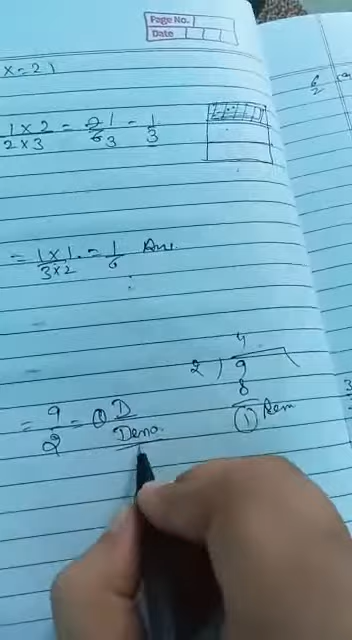 Page No.
Date
x = 2)
1 x 2 / 2 x 3 = 2 1 / 6 3 = 1 / 3
= 1 x 1 / 3 x 2 = 1 / 6 Ans.
4
2 ) 9
8
1 Rem
= 9 / 2 = Q D
Deno.